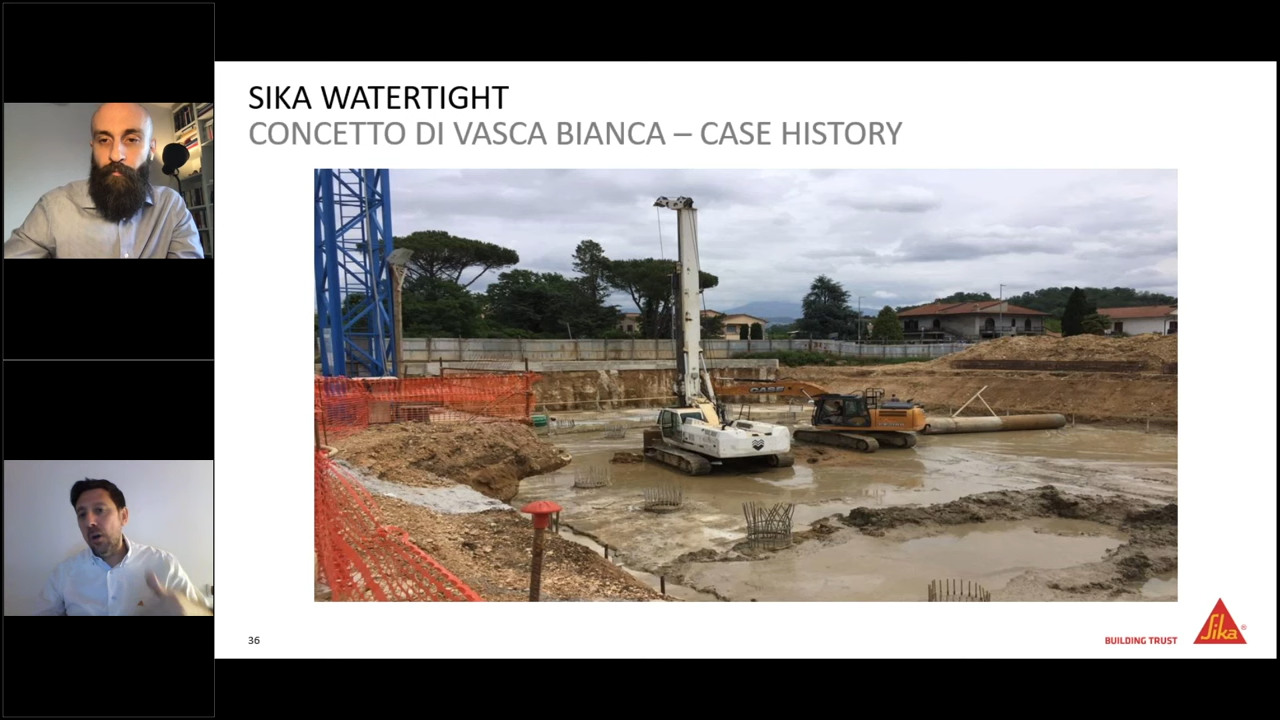 SIKA WATERTIGHT
CONCETTO DI VASCA BIANCA – CASE HISTORY
CASE
36
BUILDING TRUST
Sika®